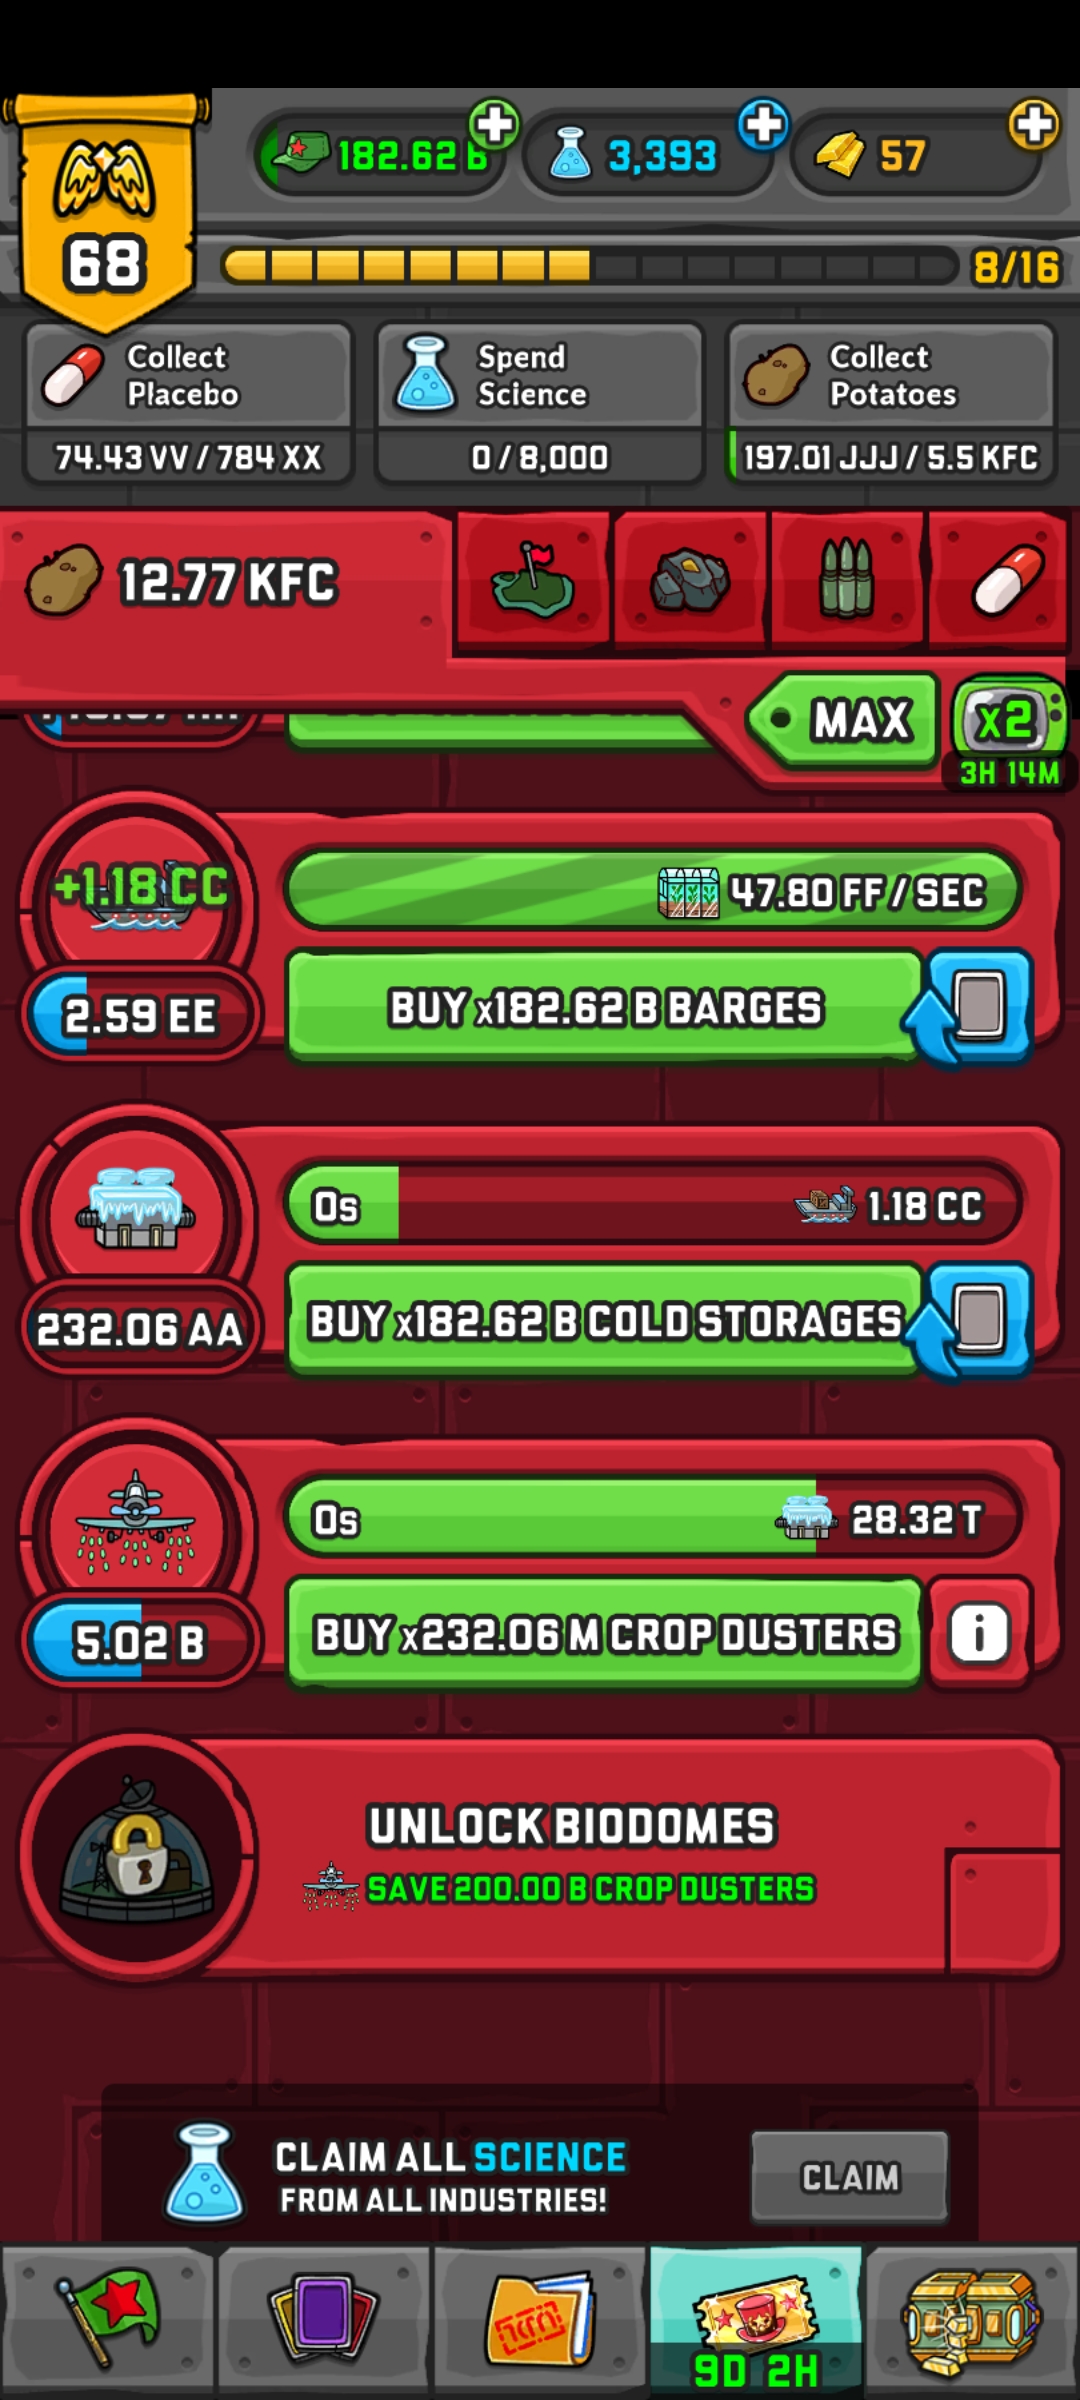 182.62 B
3,393
57
68
8/16
Collect
Placebo
74.43 VV / 784 XX
Spend
Science
0 / 8,000
Collect
Potatoes
197.01 JJJ / 5.5 KFC
12.77 KFC
MAX
x2
3H 14M
+1.18 CC
47.80 FF / SEC
2.59 EE
BUY x182.62 B BARGES
0s
1.18 CC
232.06 AA
BUY x182.62 B COLD STORAGES
0s
28.32 T
5.02 B
BUY x232.06 M CROP DUSTERS
i
UNLOCK BIODOMES
SAVE 200.00 B CROP DUSTERS
CLAIM ALL SCIENCE
FROM ALL INDUSTRIES!
CLAIM
9D 2H